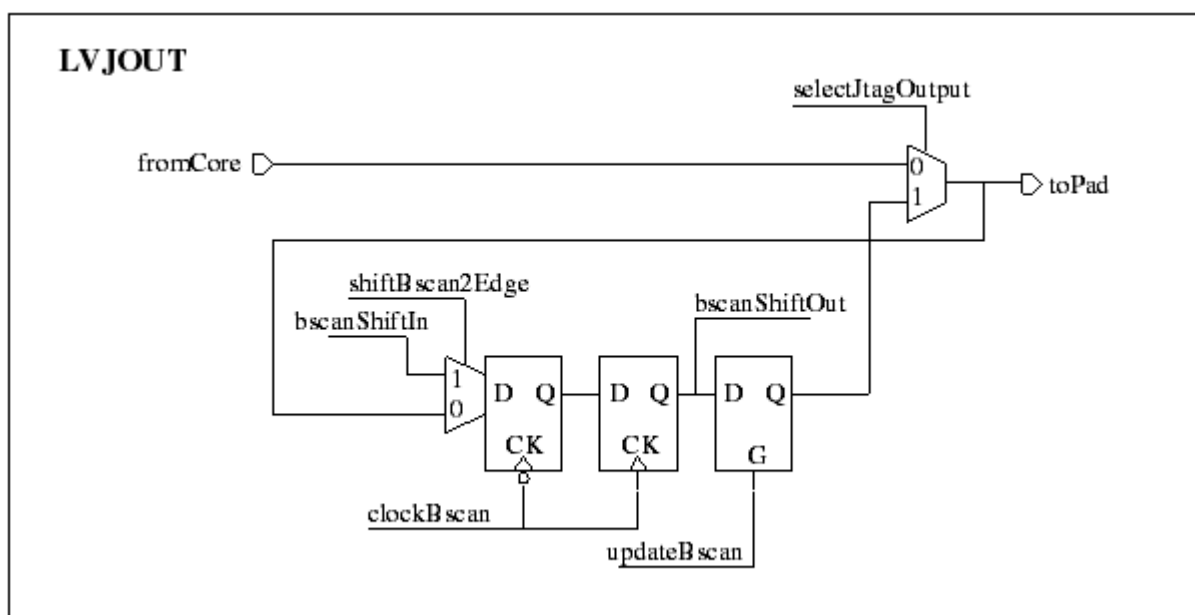 LVJOUT
selectJtagOutput
fromCore
0
1
toPad
shiftBscan2Edge
bscanShiftIn
bscanShiftOut
1
0
D Q
CK
D Q
CK
D Q
G
clockBscan
updateBscan